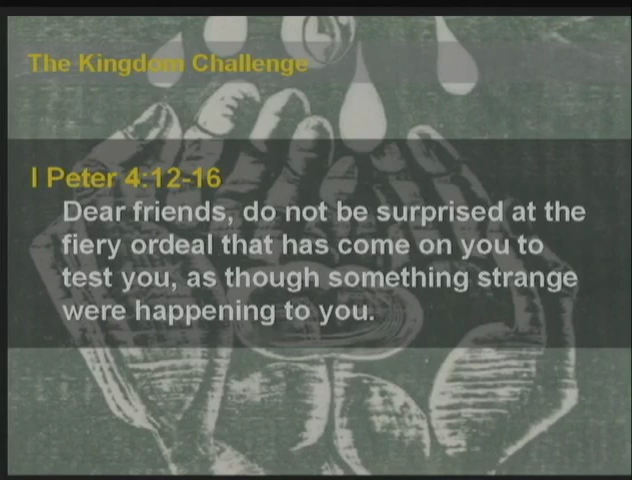 The Kingdom Challenge
I Peter 4:12-16
Dear friends, do not be surprised at the
fiery ordeal that has come on you to
test you, as though something strange
were happening to you.